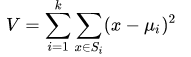 V = \sum_{i=1}^{k} \sum_{x \in S_i} (x - \mu_i)^2